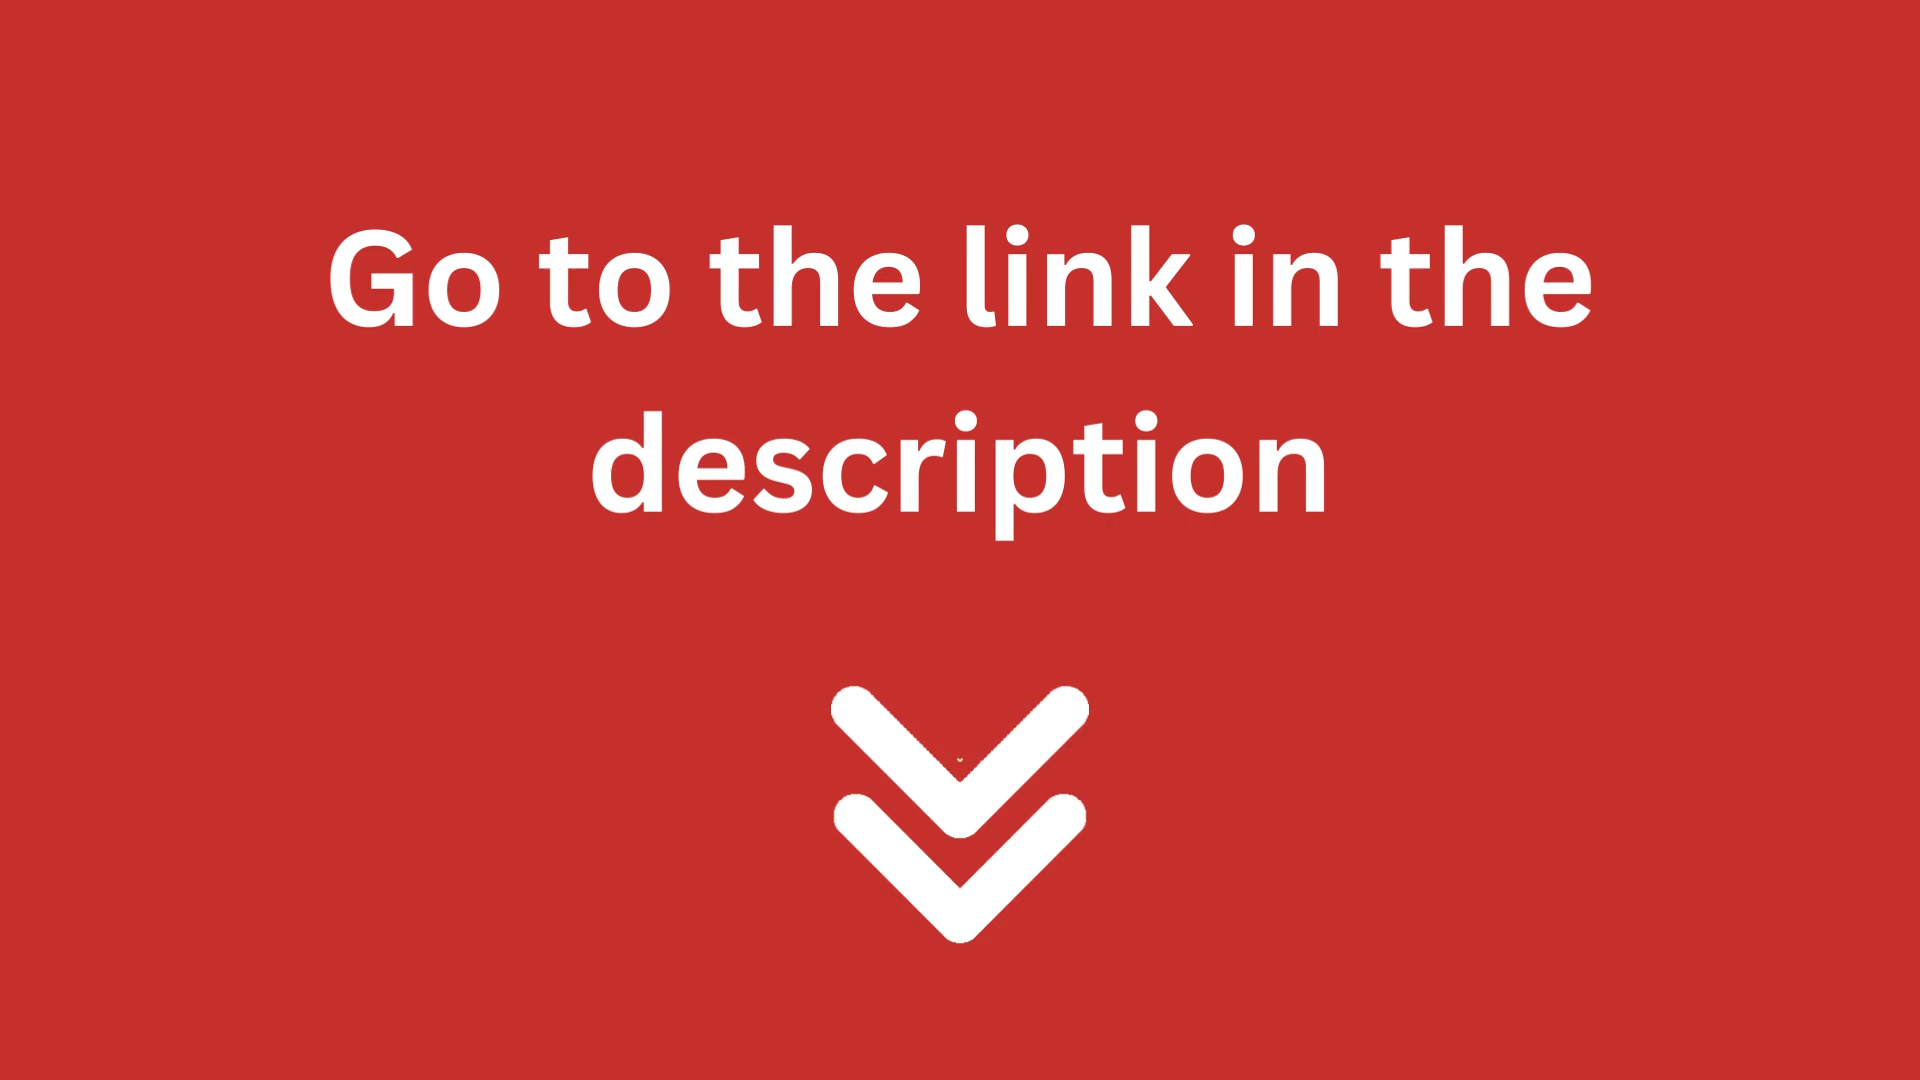 Go to the link in the
description